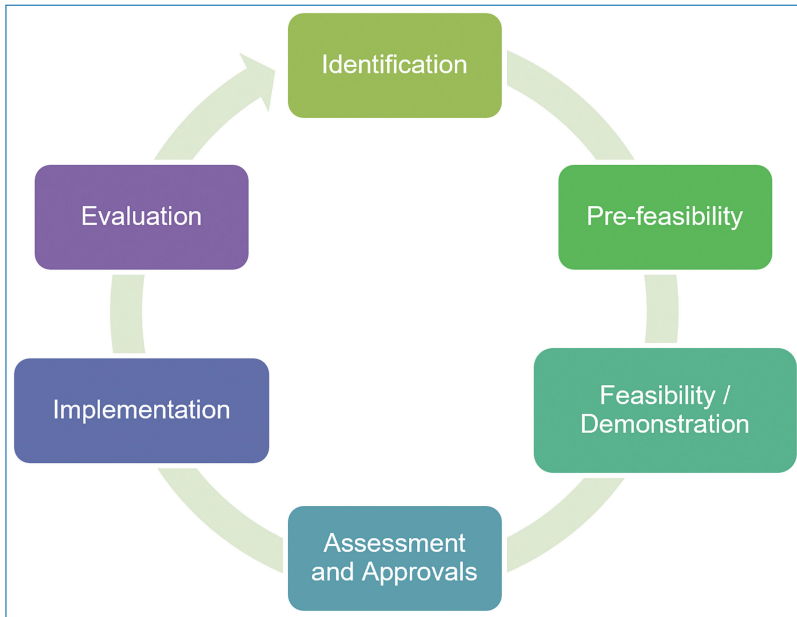 Identification
Pre-feasibility
Feasibility /
Demonstration
Assessment
and Approvals
Implementation
Evaluation